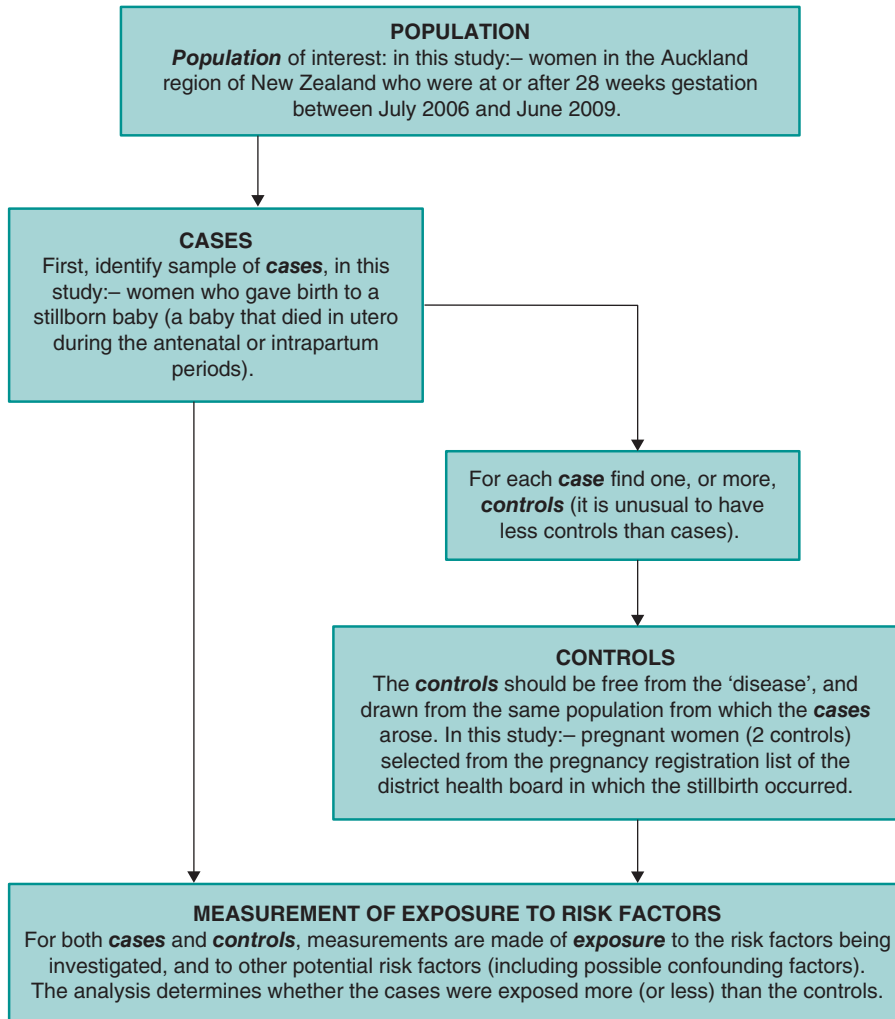 POPULATION
Population of interest: in this study:– women in the Auckland
region of New Zealand who were at or after 28 weeks gestation
between July 2006 and June 2009.
CASES
First, identify sample of cases, in this
study:– women who gave birth to a
stillborn baby (a baby that died in utero
during the antenatal or intrapartum
periods).
For each case find one, or more,
controls (it is unusual to have
less controls than cases).
CONTROLS
The controls should be free from the ‘disease’, and
drawn from the same population from which the cases
arose. In this study:– pregnant women (2 controls)
selected from the pregnancy registration list of the
district health board in which the stillbirth occurred.
MEASUREMENT OF EXPOSURE TO RISK FACTORS
For both cases and controls, measurements are made of exposure to the risk factors being
investigated, and to other potential risk factors (including possible confounding factors).
The analysis determines whether the cases were exposed more (or less) than the controls.